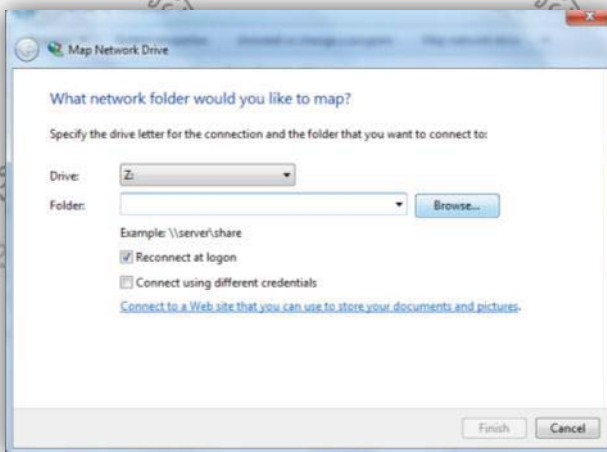 Map Network Drive
What network folder would you like to map?
Specify the drive letter for the connection and the folder that you want to connect to:
Drive: Z:
Folder: Browse...
Example: \\server\share
Reconnect at logon
Connect using different credentials
Connect to a Web site that you can use to store your documents and pictures.
Finish Cancel